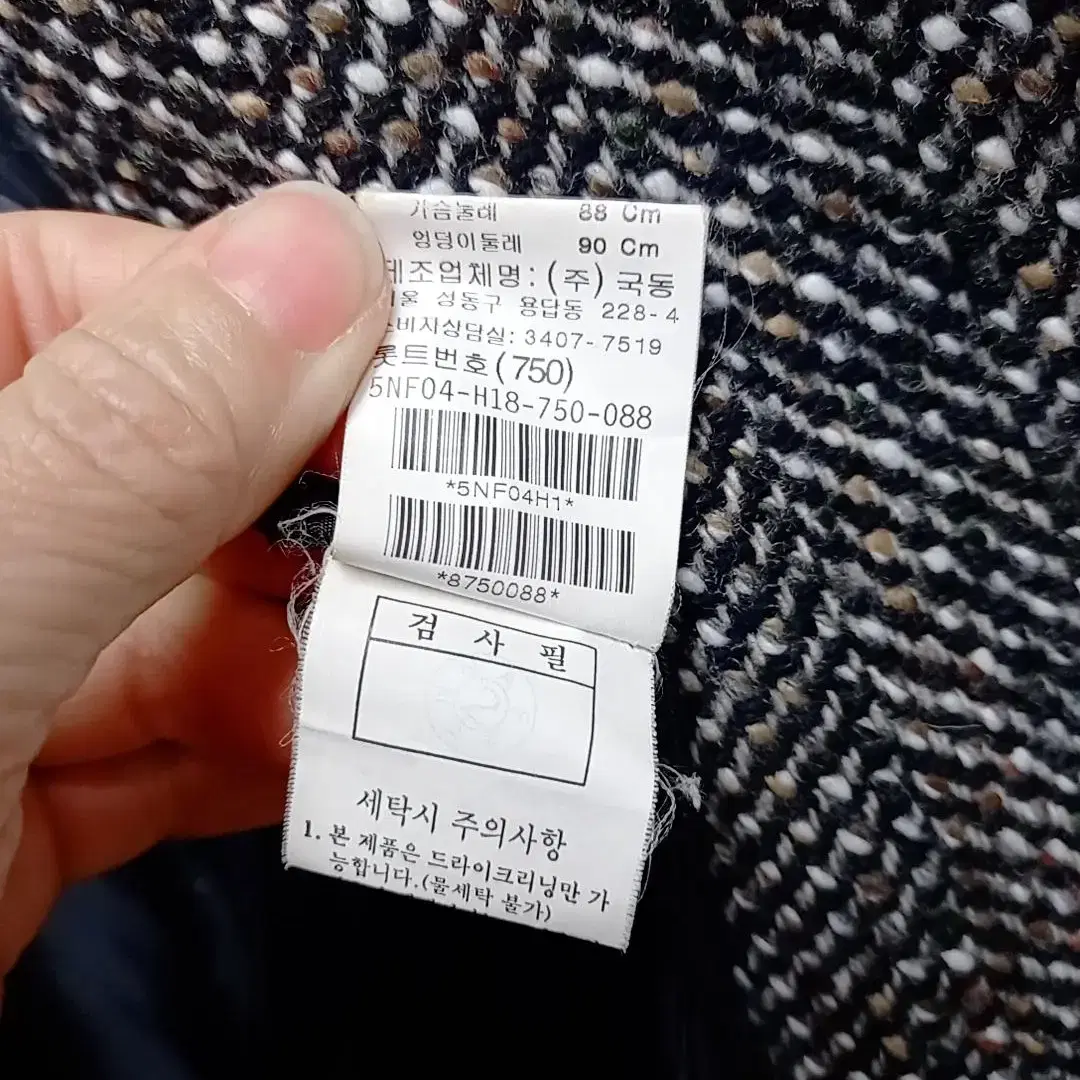 가슴둘레 88 Cm
엉덩이둘레 90 Cm
제조업체명: (주) 국동
서울 성동구 용답동 228-4
소비자상담실: 3407-7519
롯트번호(750)
5NF04-H18-750-088
*5NF04H1*
*8750088*
검 사 필
세탁시 주의사항
1. 본 제품은 드라이크리닝만 가
능합니다.(물세탁 불가)